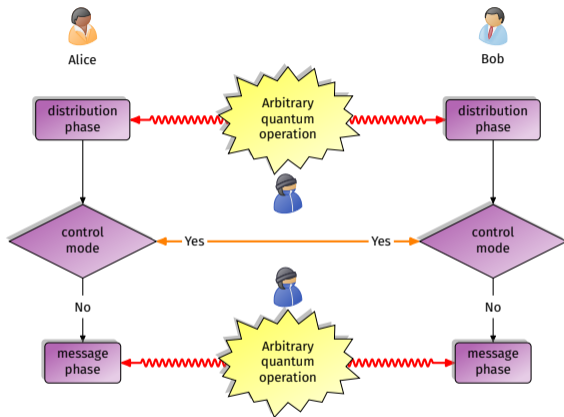 Alice
Bob
distribution
phase
Arbitrary
quantum
operation
distribution
phase
control
mode
Yes
Yes
control
mode
No
No
message
phase
Arbitrary
quantum
operation
message
phase